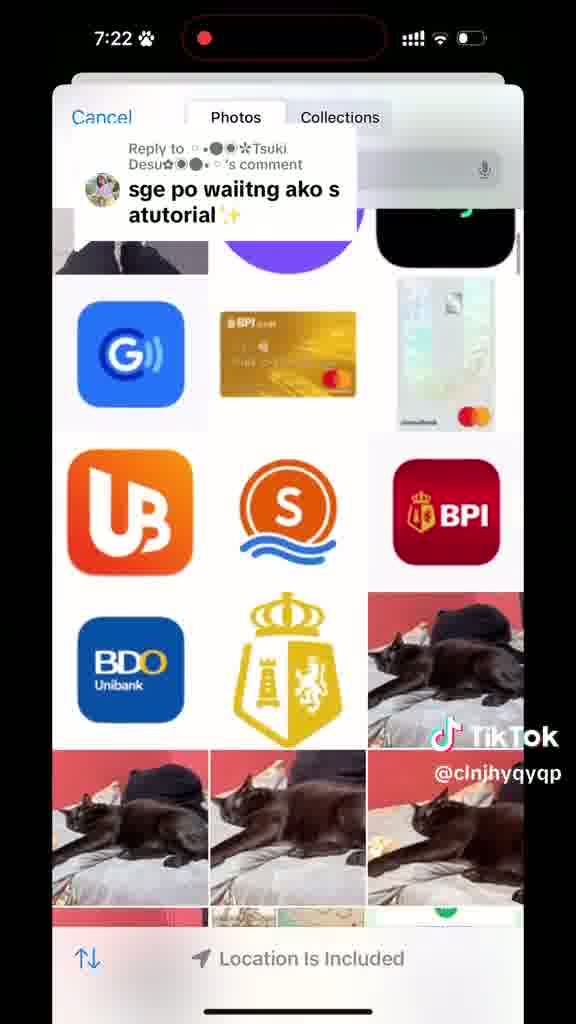 7:22
Cancel
Photos
Collections
Reply to ◦•●◉✿Tsuki
Desu✿◉●•◦'s comment
sge po waiitng ako s
atutorial✨
G
BPI
UB
S
BPI
BDO
Unibank
TikTok
@clnjhyqyqp
Location Is Included